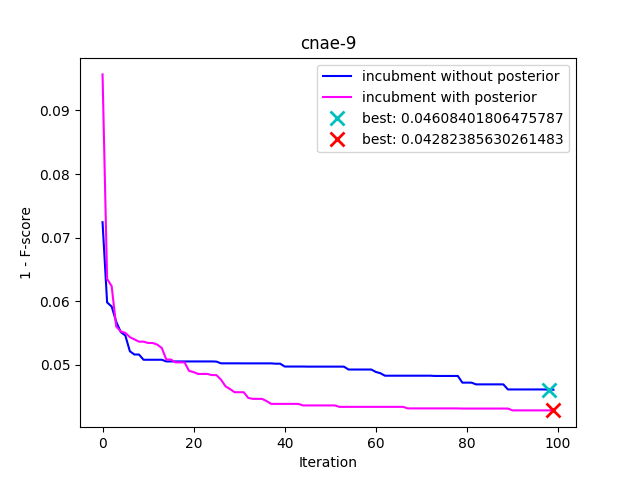 cnae-9
incubment without posterior
incubment with posterior
best: 0.04608401806475787
best: 0.04282385630261483
1 - F-score
0.09
0.08
0.07
0.06
0.05
0 20 40 60 80 100
Iteration